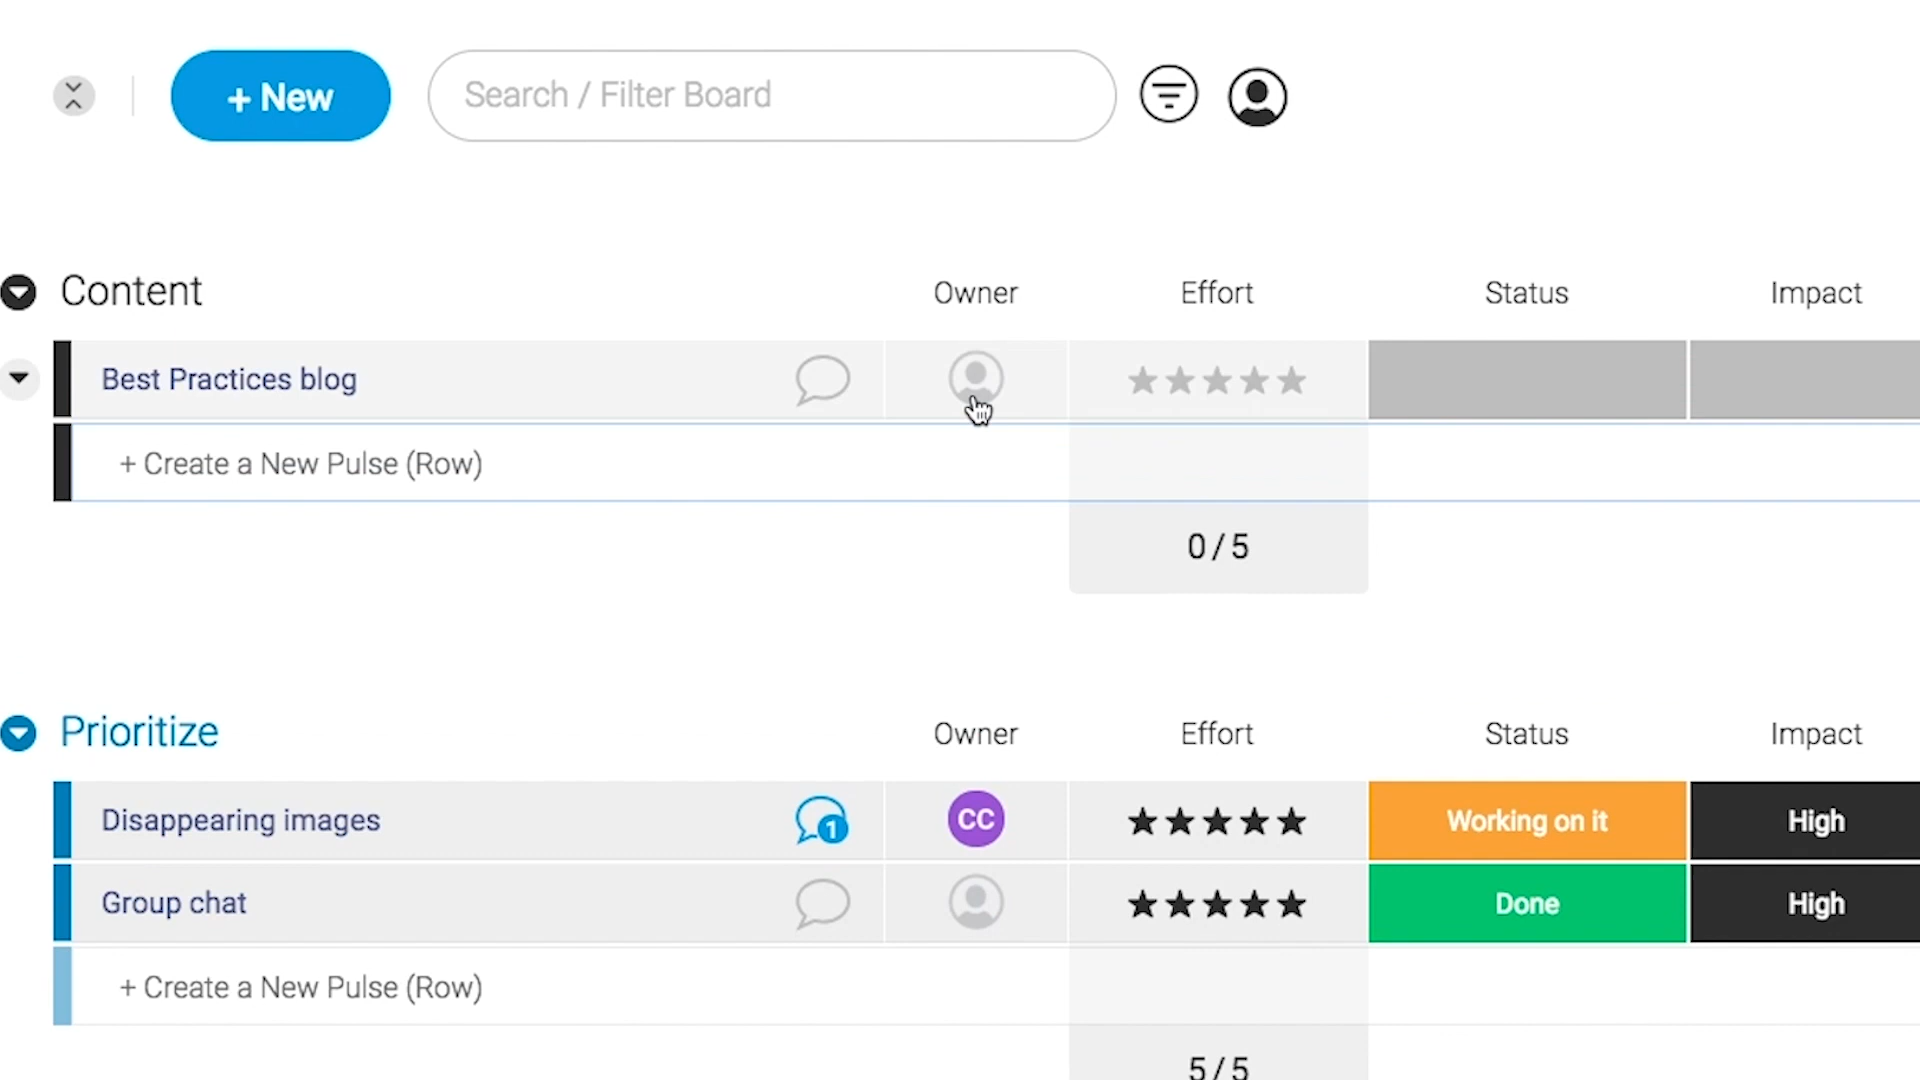 + New Search / Filter Board
Content Owner Effort Status Impact
Best Practices blog
+ Create a New Pulse (Row)
0 / 5
Prioritize Owner Effort Status Impact
Disappearing images 1 CC Working on it High
Group chat Done High
+ Create a New Pulse (Row)
5 / 5